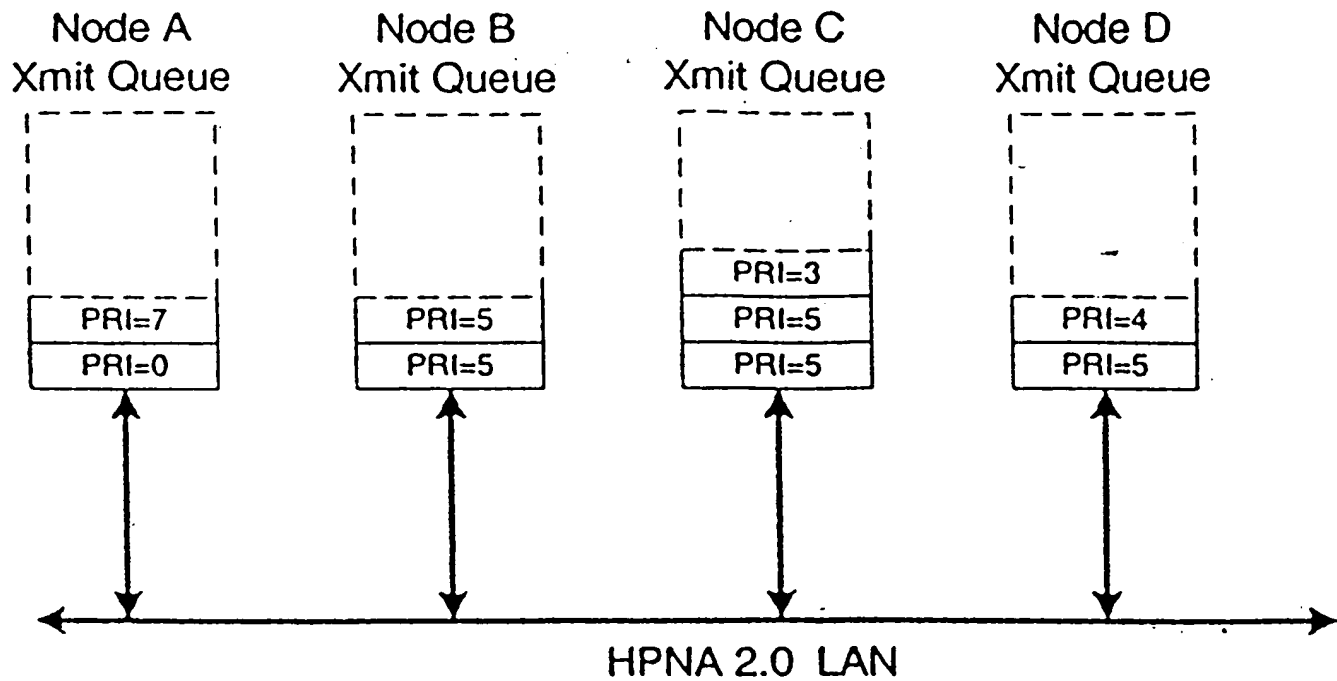 Node A
Xmit Queue
Node B
Xmit Queue
Node C
Xmit Queue
Node D
Xmit Queue
PRI=7
PRI=0
PRI=5
PRI=5
PRI=3
PRI=5
PRI=5
PRI=4
PRI=5
HPNA 2.0 LAN